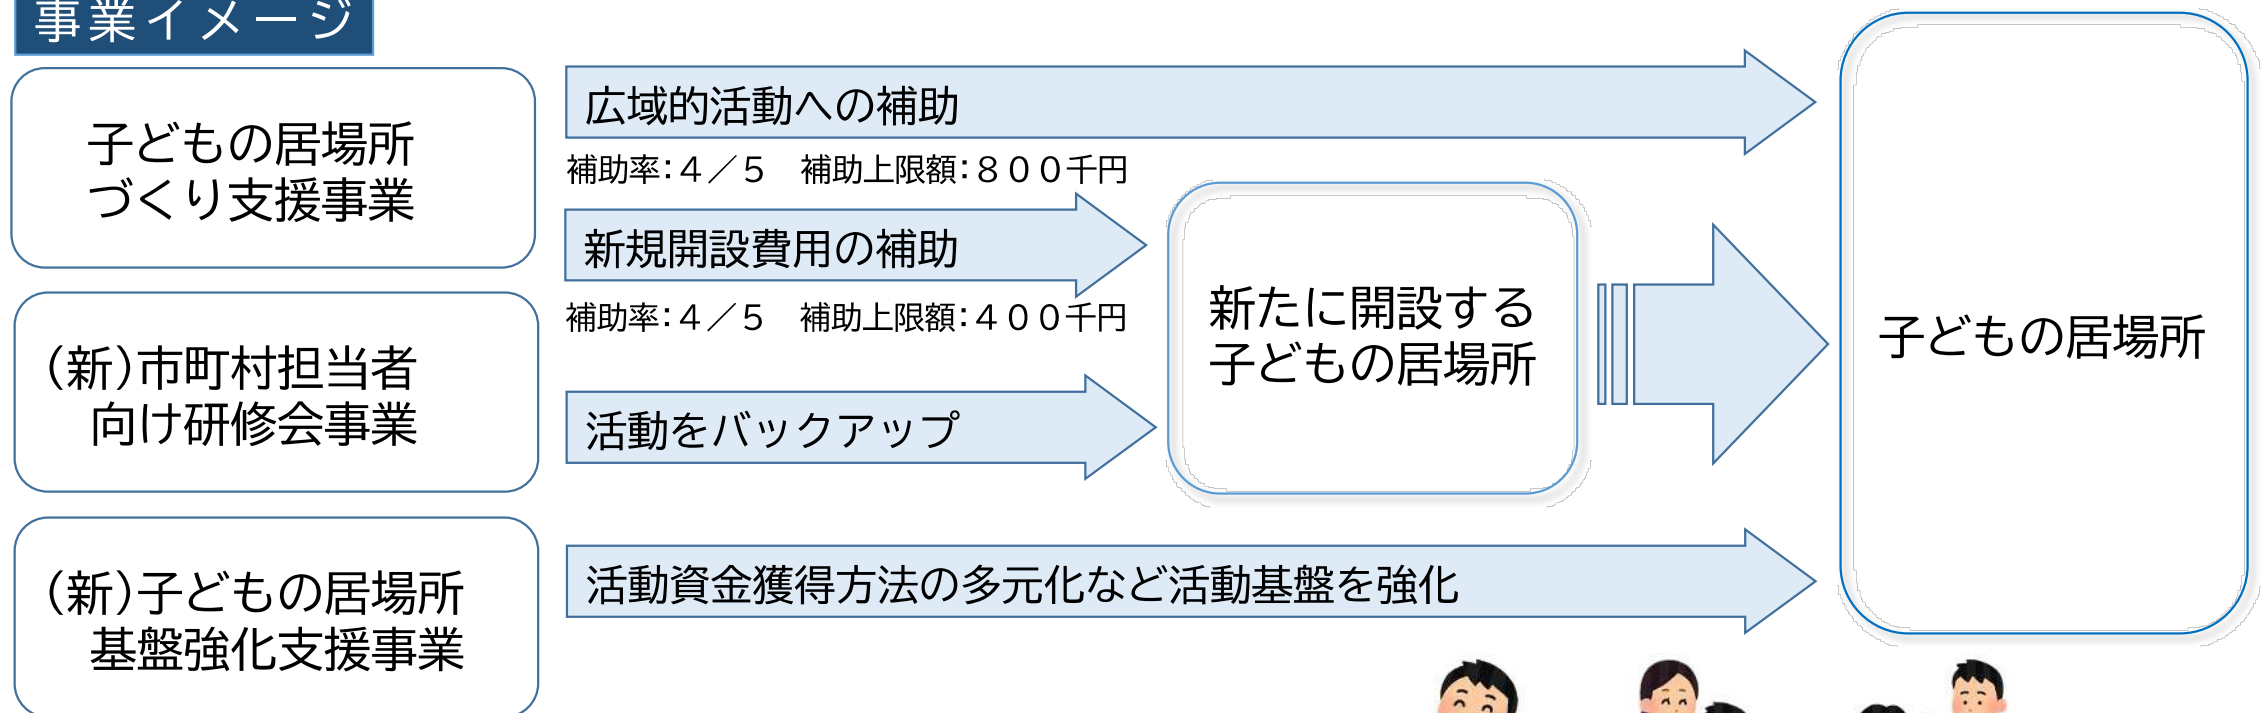 事業イメージ
子どもの居場所
づくり支援事業
広域的活動への補助
補助率：４／５　補助上限額：８００千円
新規開設費用の補助
補助率：４／５　補助上限額：４００千円
（新）市町村担当者
向け研修会事業
活動をバックアップ
新たに開設する
子どもの居場所
子どもの居場所
（新）子どもの居場所
基盤強化支援事業
活動資金獲得方法の多元化など活動基盤を強化